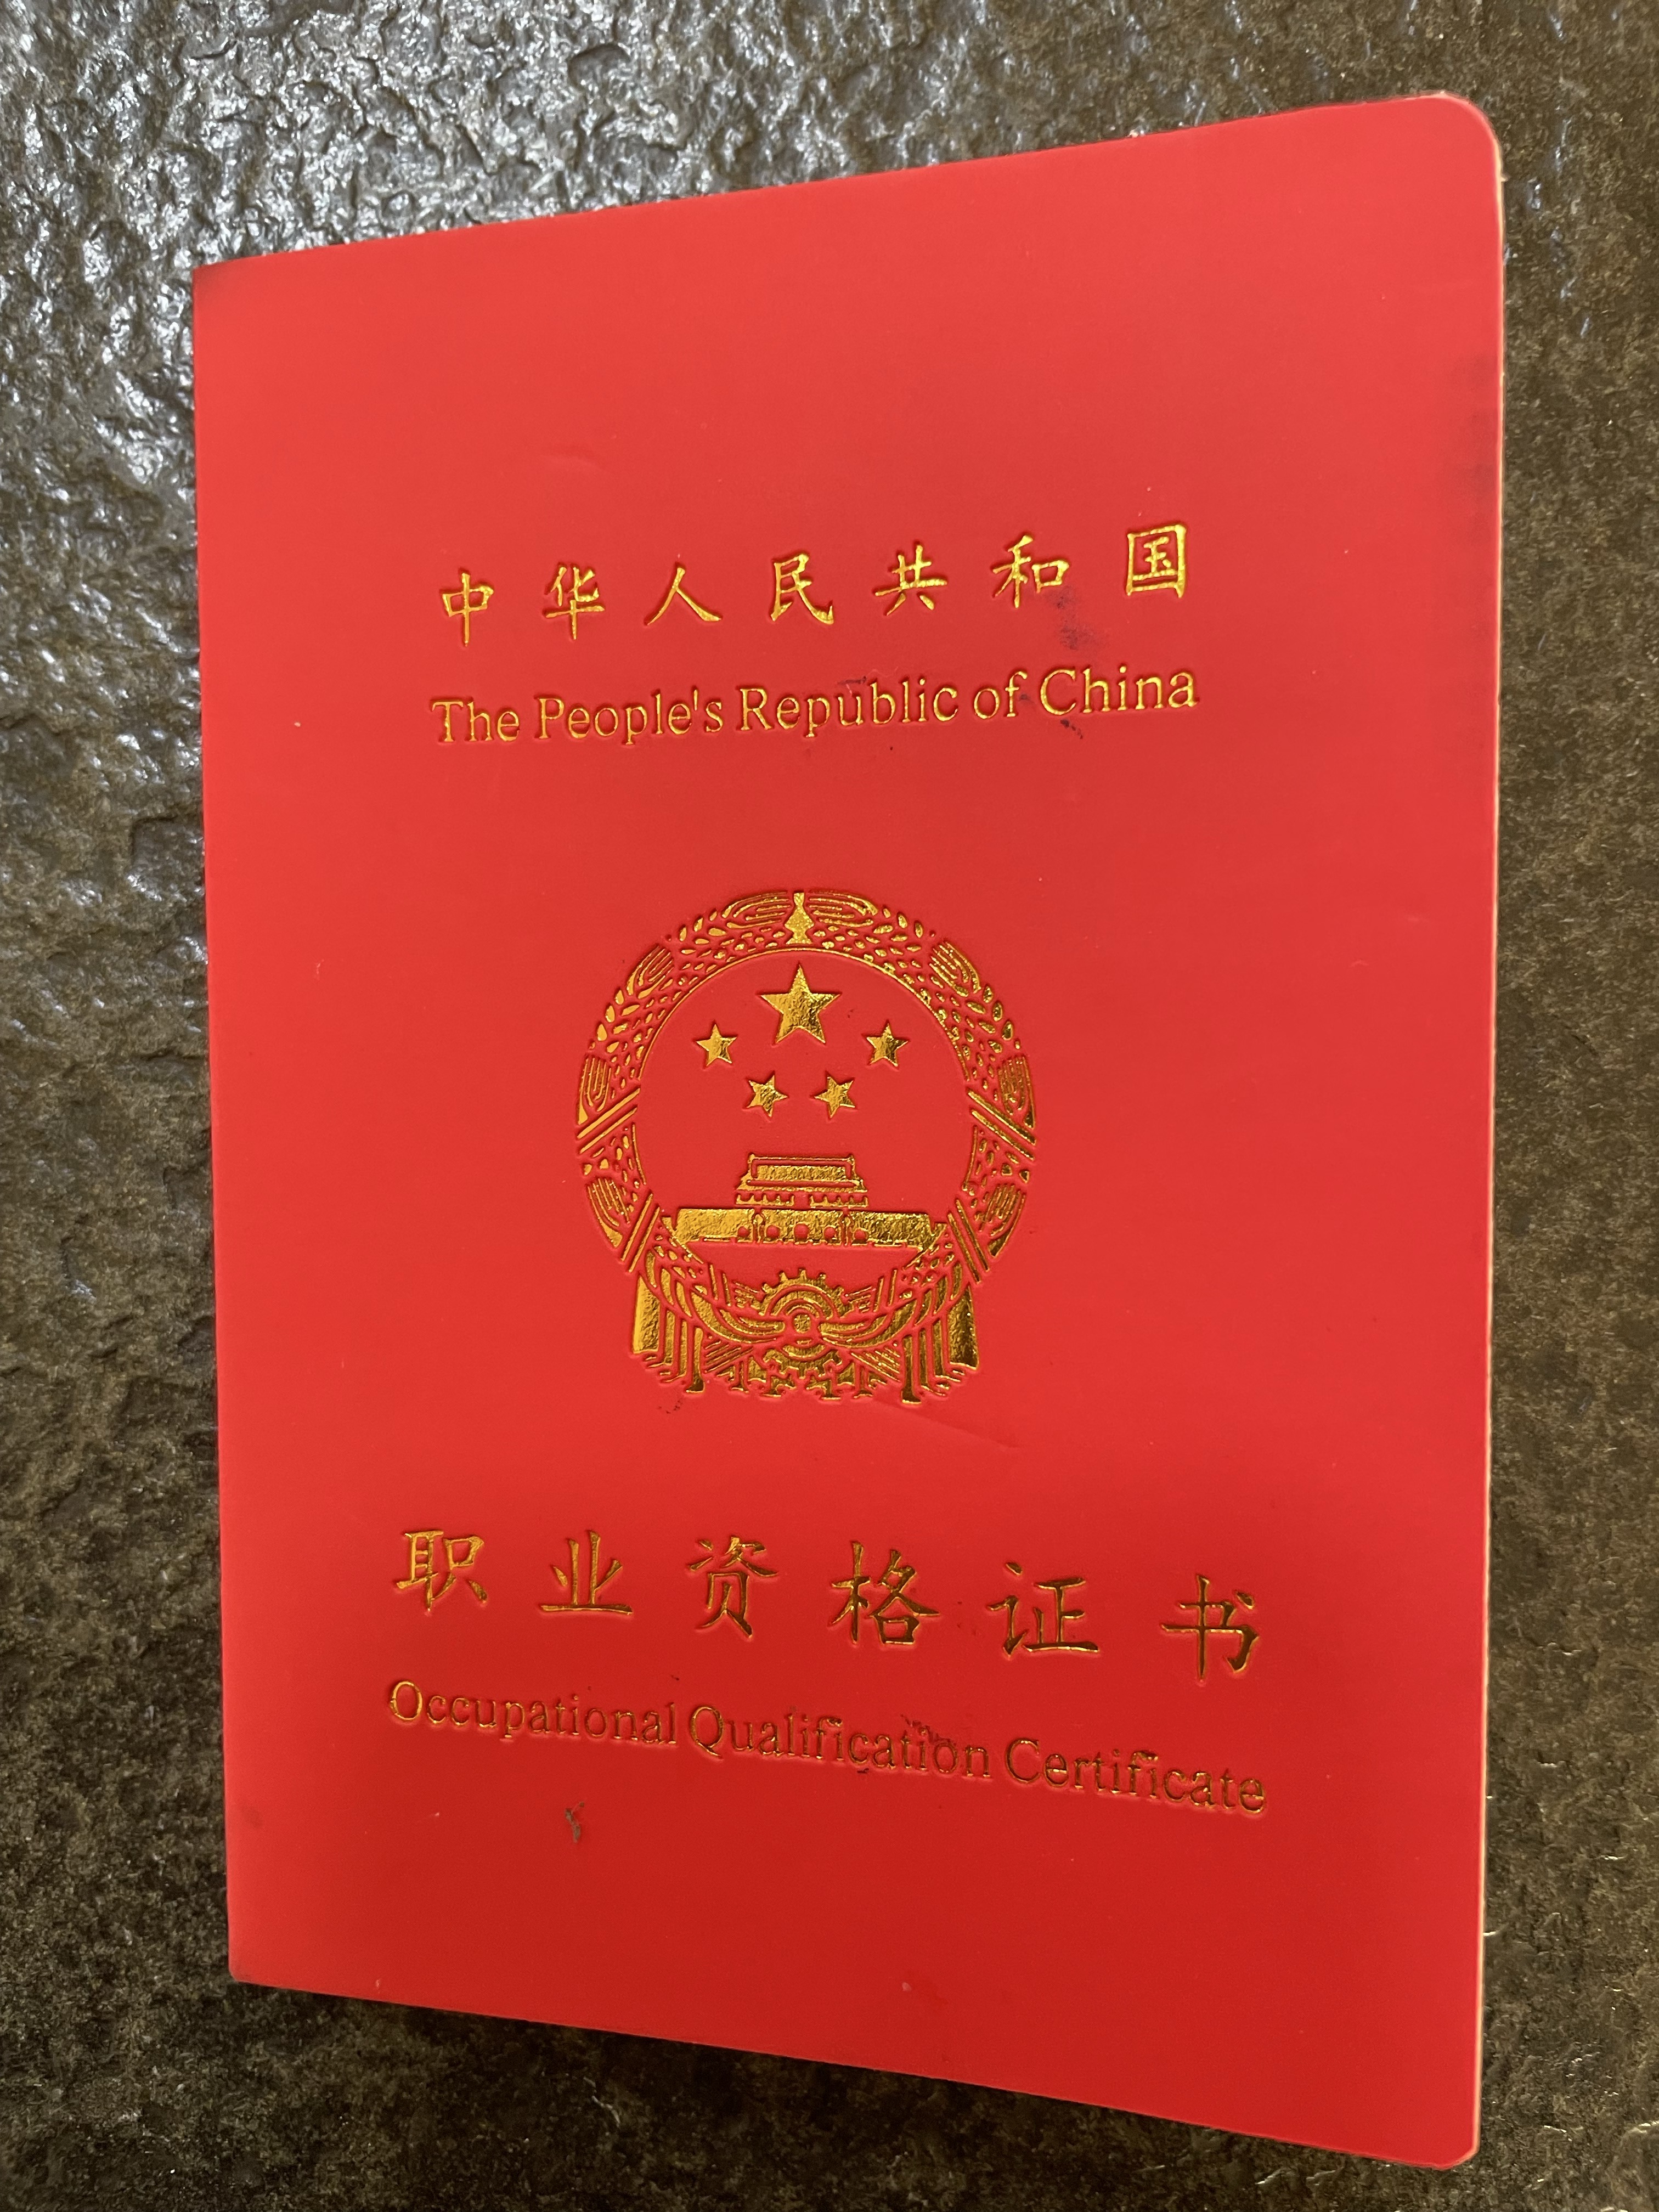 中华人民共和国
The People's Republic of China
职业资格证书
Occupational Qualification Certificate